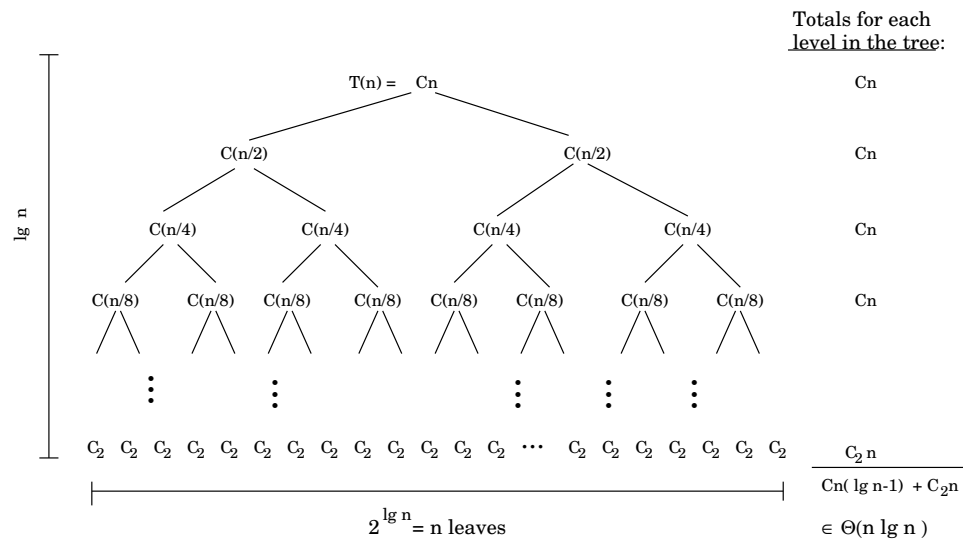 Totals for each
level in the tree:
T(n) = Cn Cn
C(n/2) C(n/2) Cn
lg n
C(n/4) C(n/4) C(n/4) C(n/4) Cn
C(n/8) C(n/8) C(n/8) C(n/8) C(n/8) C(n/8) C(n/8) C(n/8) Cn
C₂ C₂ C₂ C₂ C₂ C₂ C₂ C₂ C₂ C₂ C₂ C₂ C₂ ... C₂ C₂ C₂ C₂ C₂ C₂ C₂ C₂ n
Cn( lg n-1) + C₂n
2^lg n = n leaves ∈ Θ(n lg n )